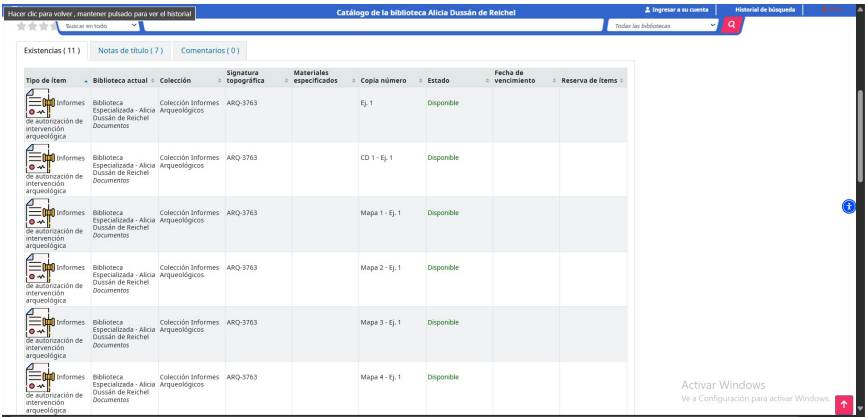 Hacer clic para volver , mantener pulsado para ver el historial
Catálogo de la biblioteca Alicia Dussán de Reichel
Ingresar a su cuenta
Historial de búsqueda
Buscar en todo
Todas las bibliotecas
Existencias ( 11 )
Notas de título ( 7 )
Comentarios ( 0 )
Tipo de ítem Biblioteca actual Colección Signatura topográfica Materiales especificados Copia número Estado Fecha de vencimiento Reserva de ítems
Informes Biblioteca Colección Informes ARQ-3763 Ej. 1 Disponible
Especializada - Alicia Arqueológicos
de autorización de Dussán de Reichel
intervención Documentos
arqueológica
Informes Biblioteca Colección Informes ARQ-3763 CD 1 - Ej. 1 Disponible
Especializada - Alicia Arqueológicos
de autorización de Dussán de Reichel
intervención Documentos
arqueológica
Informes Biblioteca Colección Informes ARQ-3763 Mapa 1 - Ej. 1 Disponible
Especializada - Alicia Arqueológicos
de autorización de Dussán de Reichel
intervención Documentos
arqueológica
Informes Biblioteca Colección Informes ARQ-3763 Mapa 2 - Ej. 1 Disponible
Especializada - Alicia Arqueológicos
de autorización de Dussán de Reichel
intervención Documentos
arqueológica
Informes Biblioteca Colección Informes ARQ-3763 Mapa 3 - Ej. 1 Disponible
Especializada - Alicia Arqueológicos
de autorización de Dussán de Reichel
intervención Documentos
arqueológica
Informes Biblioteca Colección Informes ARQ-3763 Mapa 4 - Ej. 1 Disponible
Especializada - Alicia Arqueológicos
de autorización de Dussán de Reichel
intervención Documentos
arqueológica
Activar Windows
Ve a Configuración para activar Windows.